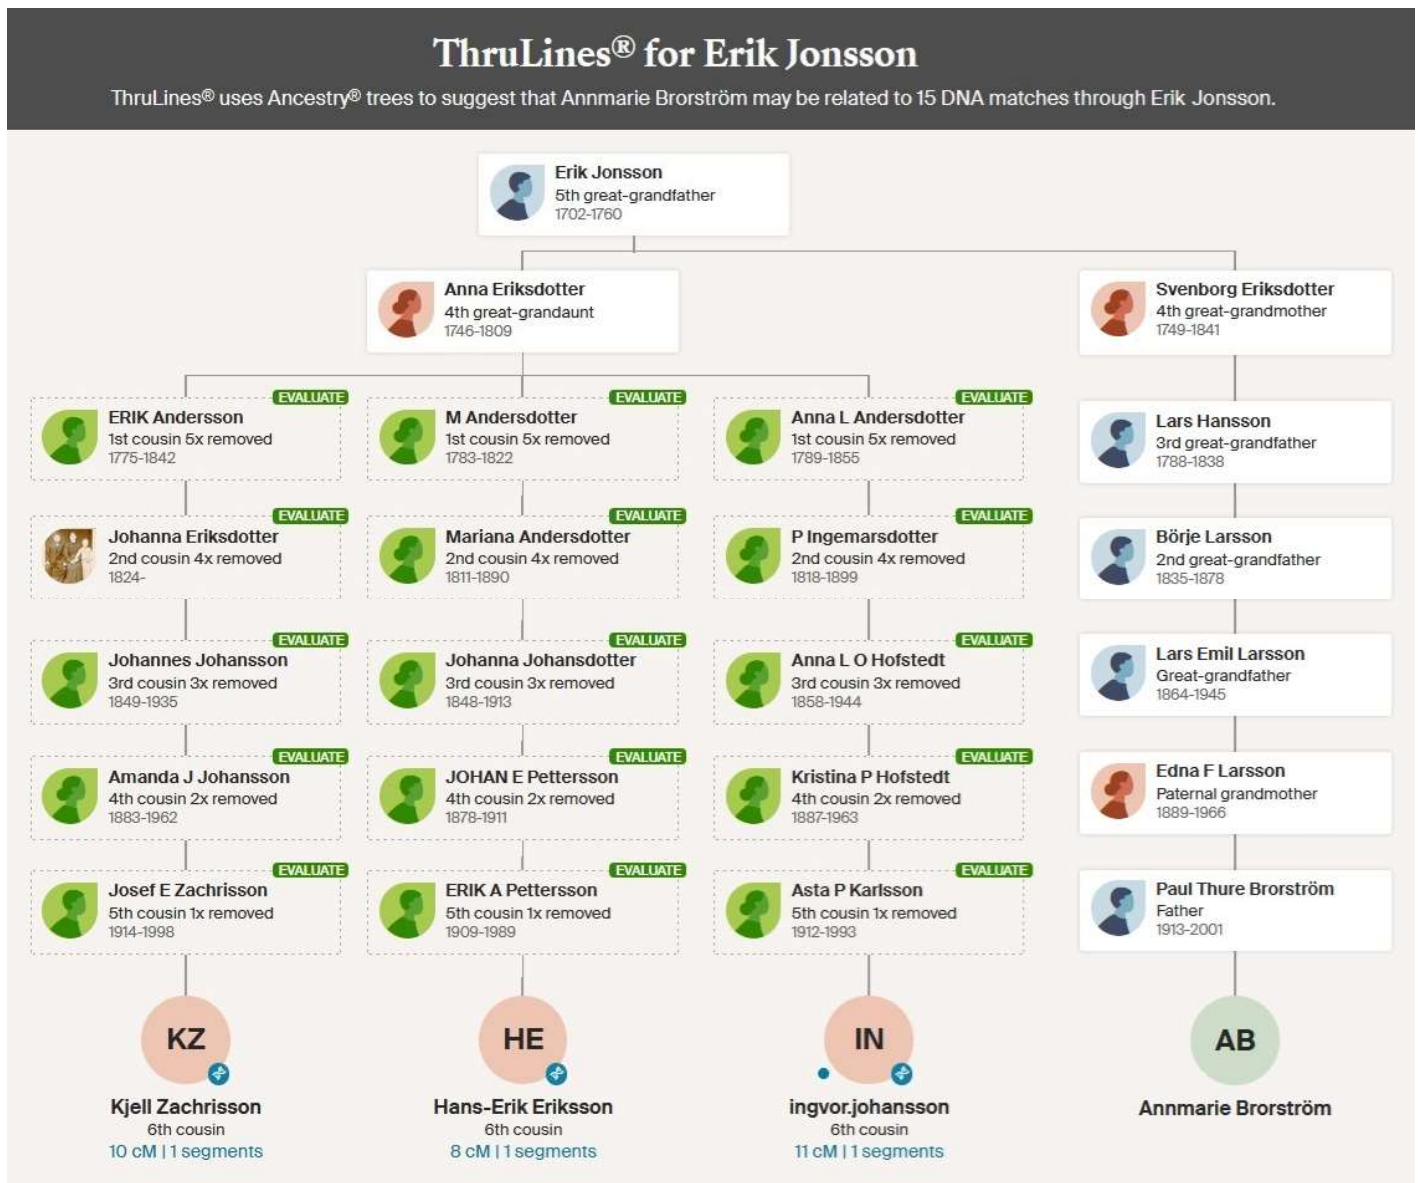 ThruLines® for Erik Jonsson
ThruLines® uses Ancestry® trees to suggest that Annmarie Brorström may be related to 15 DNA matches through Erik Jonsson.
Erik Jonsson
5th great-grandfather
1702-1760
Anna Eriksdotter
4th great-grandaunt
1746-1809
Svenborg Eriksdotter
4th great-grandmother
1749-1841
EVALUATE
ERIK Andersson
1st cousin 5x removed
1775-1842
EVALUATE
M Andersdotter
1st cousin 5x removed
1783-1822
EVALUATE
Anna L Andersdotter
1st cousin 5x removed
1789-1855
Lars Hansson
3rd great-grandfather
1788-1838
EVALUATE
Johanna Eriksdotter
2nd cousin 4x removed
1824-
EVALUATE
Mariana Andersdotter
2nd cousin 4x removed
1811-1890
EVALUATE
P Ingemarsdotter
2nd cousin 4x removed
1818-1899
Börje Larsson
2nd great-grandfather
1835-1878
EVALUATE
Johannes Johansson
3rd cousin 3x removed
1849-1935
EVALUATE
Johanna Johansdotter
3rd cousin 3x removed
1848-1913
EVALUATE
Anna L O Hofstedt
3rd cousin 3x removed
1858-1944
Lars Emil Larsson
Great-grandfather
1864-1945
EVALUATE
Amanda J Johansson
4th cousin 2x removed
1883-1962
EVALUATE
JOHAN E Pettersson
4th cousin 2x removed
1878-1911
EVALUATE
Kristina P Hofstedt
4th cousin 2x removed
1887-1963
Edna F Larsson
Paternal grandmother
1889-1966
EVALUATE
Josef E Zachrisson
5th cousin 1x removed
1914-1998
EVALUATE
ERIK A Pettersson
5th cousin 1x removed
1909-1989
EVALUATE
Asta P Karlsson
5th cousin 1x removed
1912-1993
Paul Thure Brorström
Father
1913-2001
KZ
Kjell Zachrisson
6th cousin
10 cM | 1 segments
HE
Hans-Erik Eriksson
6th cousin
8 cM | 1 segments
IN
ingvor.johansson
6th cousin
11 cM | 1 segments
AB
Annmarie Brorström